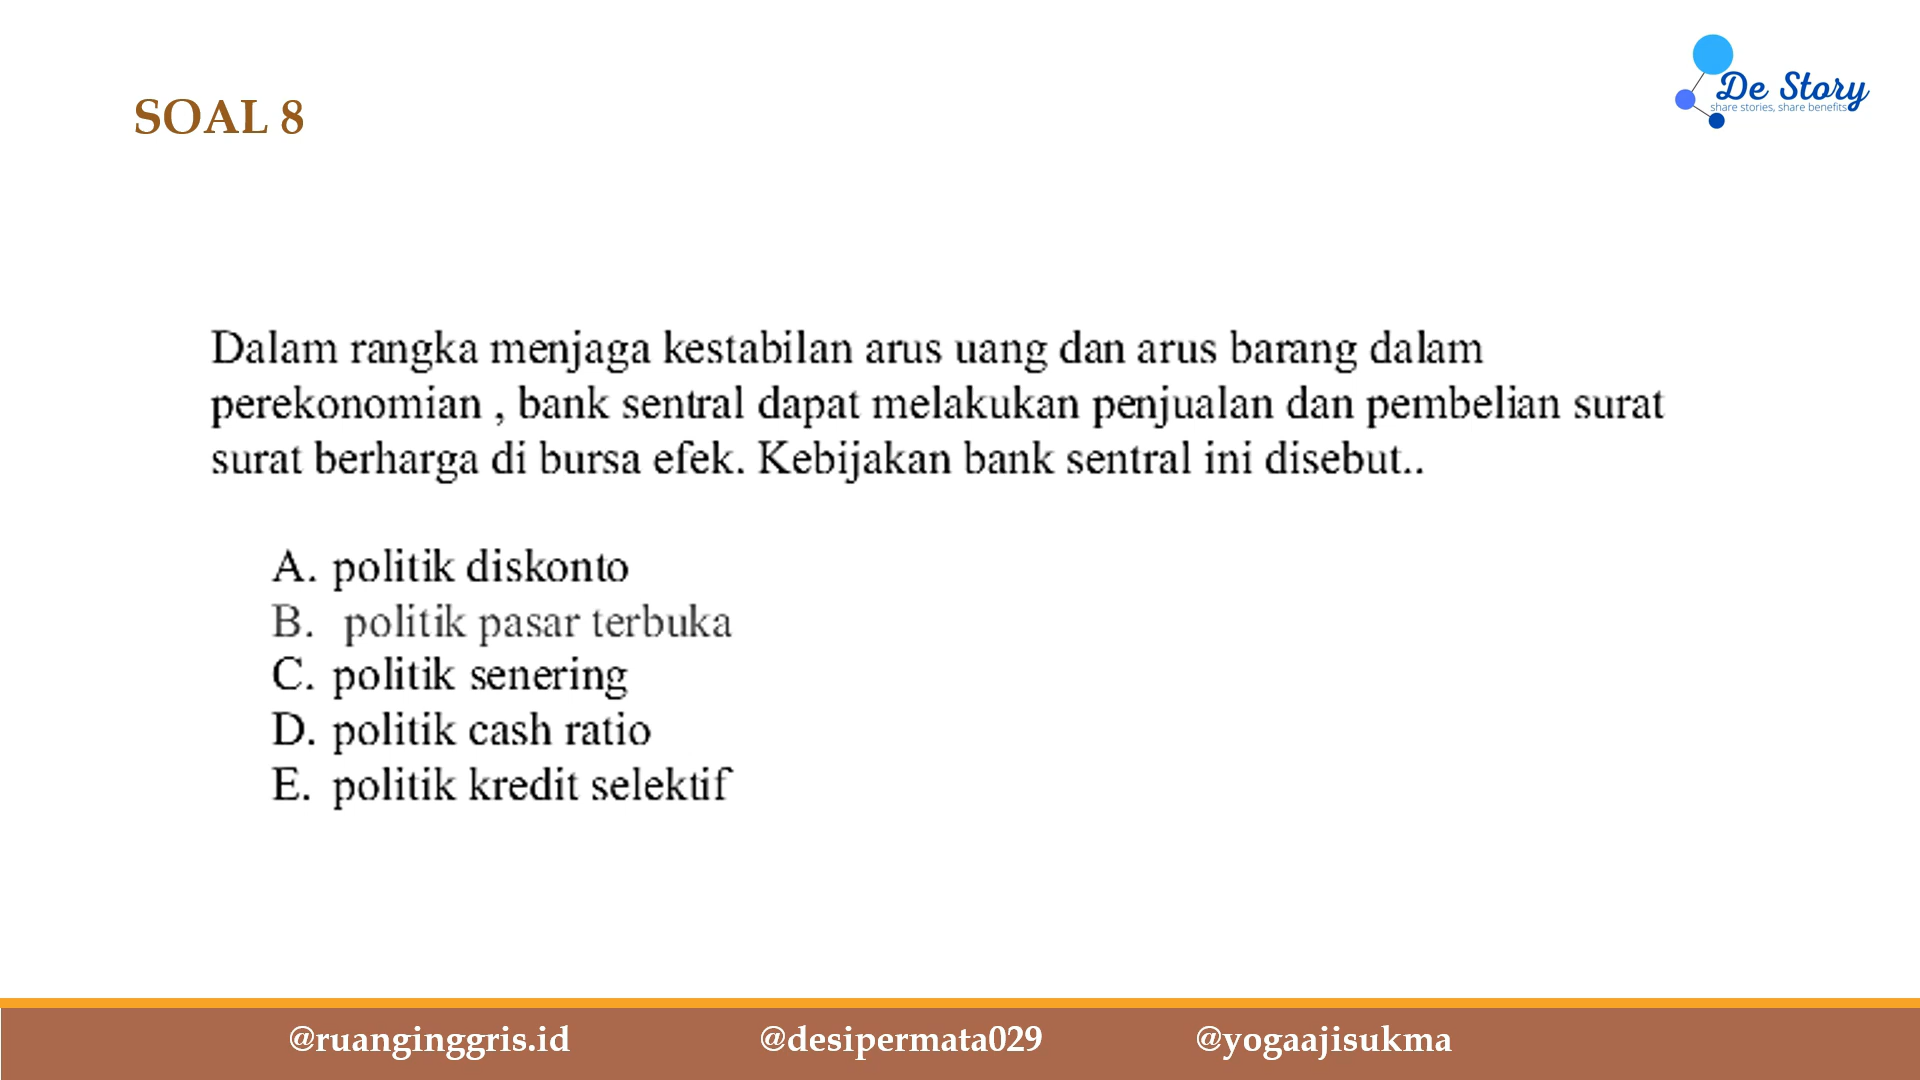 De Story
share stories, share benefits
SOAL 8
Dalam rangka menjaga kestabilan arus uang dan arus barang dalam
perekonomian , bank sentral dapat melakukan penjualan dan pembelian surat
surat berharga di bursa efek. Kebijakan bank sentral ini disebut..
A. politik diskonto
B. politik pasar terbuka
C. politik senering
D. politik cash ratio
E. politik kredit selektif
@ruanginggris.id @desipermata029 @yogaajisukma